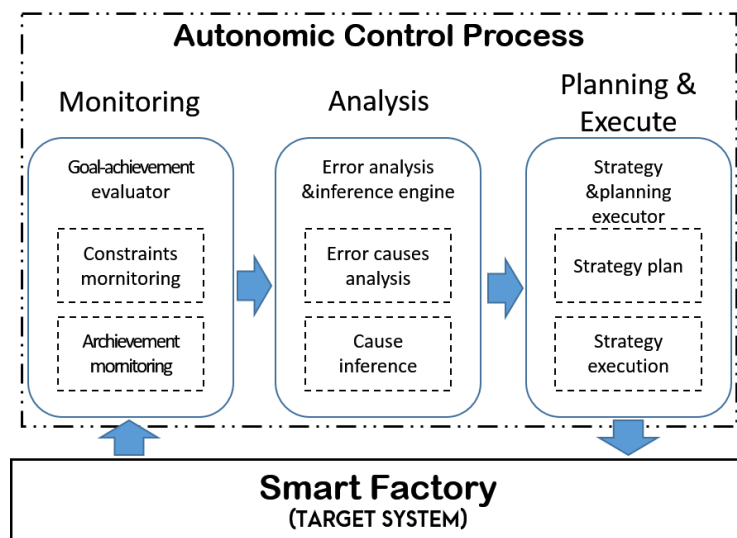 Autonomic Control Process
Monitoring
Goal-achievement
evaluator
Constraints
mornitoring
Archievement
mornitoring
Analysis
Error analysis
&inference engine
Error causes
analysis
Cause
inference
Planning &
Execute
Strategy
&planning
executor
Strategy plan
Strategy
execution
Smart Factory
(TARGET SYSTEM)